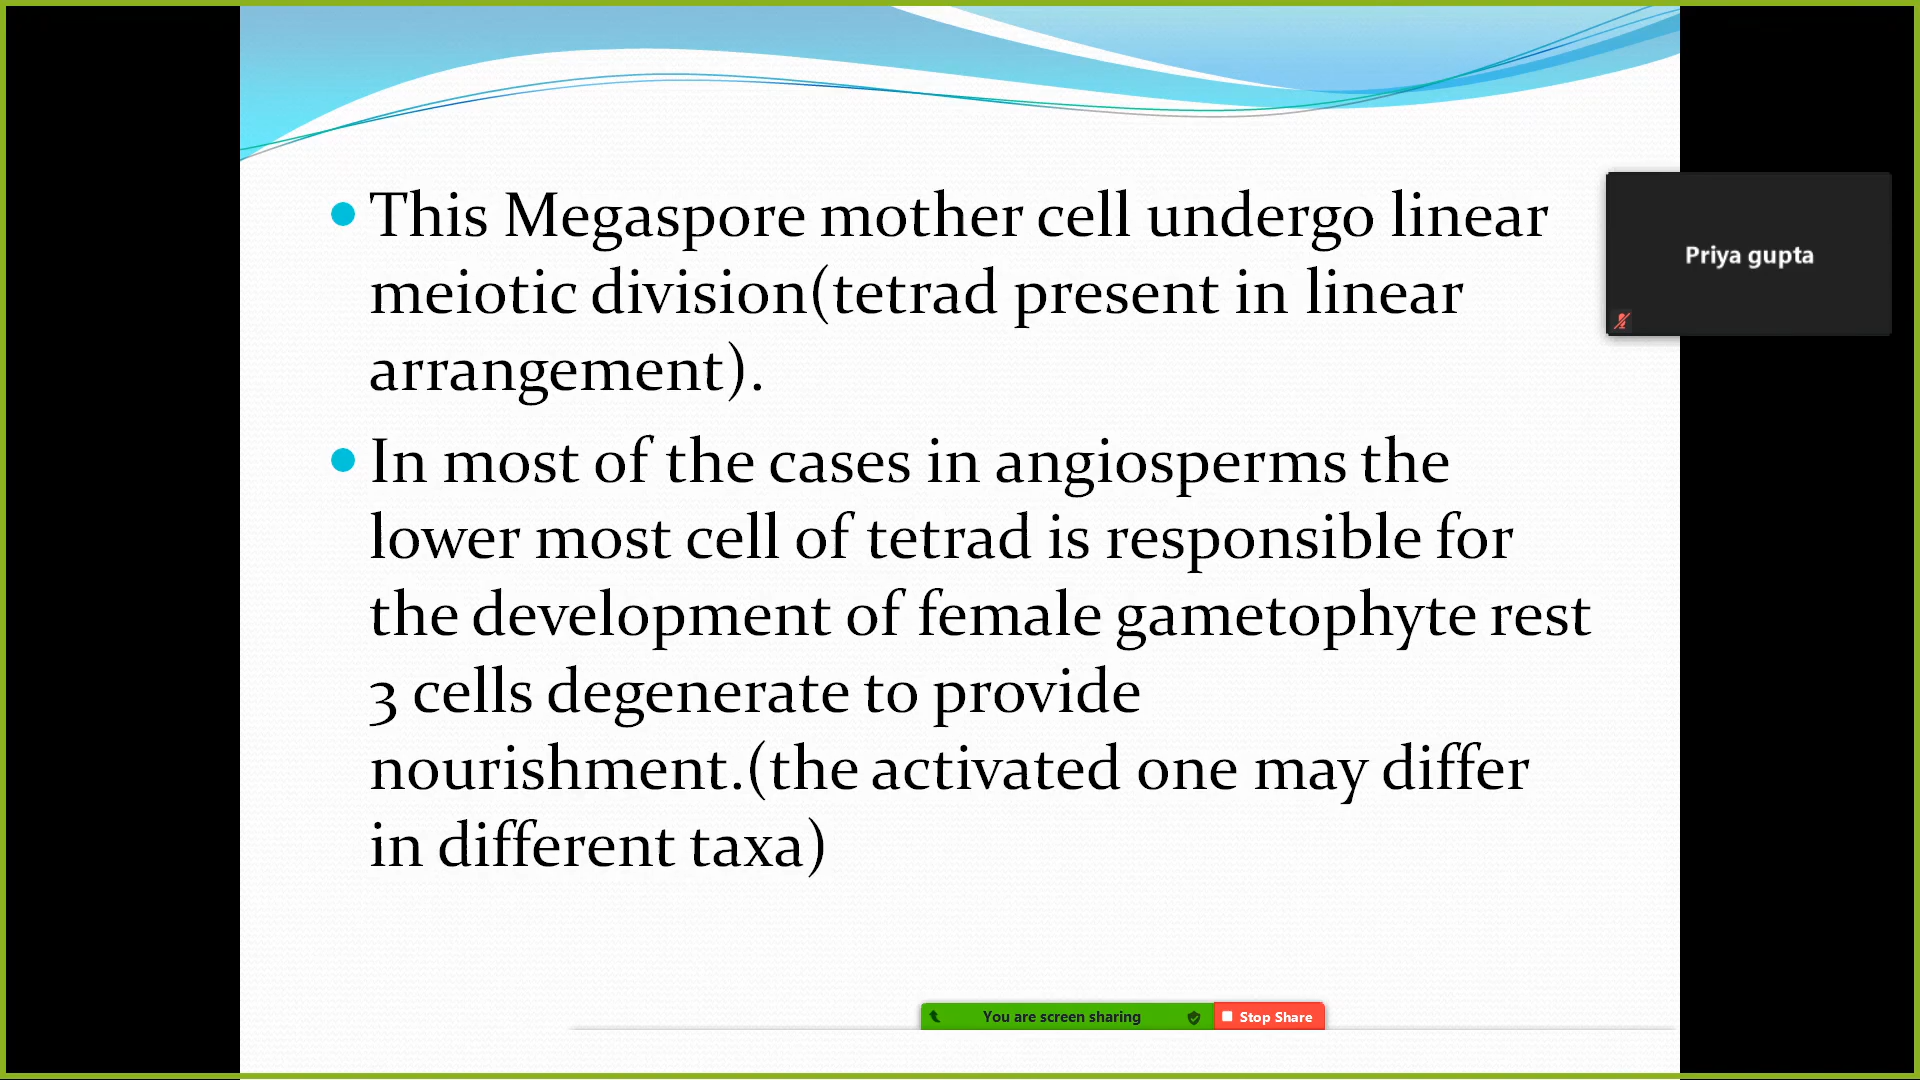 This Megaspore mother cell undergo linear
meiotic division(tetrad present in linear
arrangement).
In most of the cases in angiosperms the
lower most cell of tetrad is responsible for
the development of female gametophyte rest
3 cells degenerate to provide
nourishment.(the activated one may differ
in different taxa)
Priya gupta
You are screen sharing
Stop Share